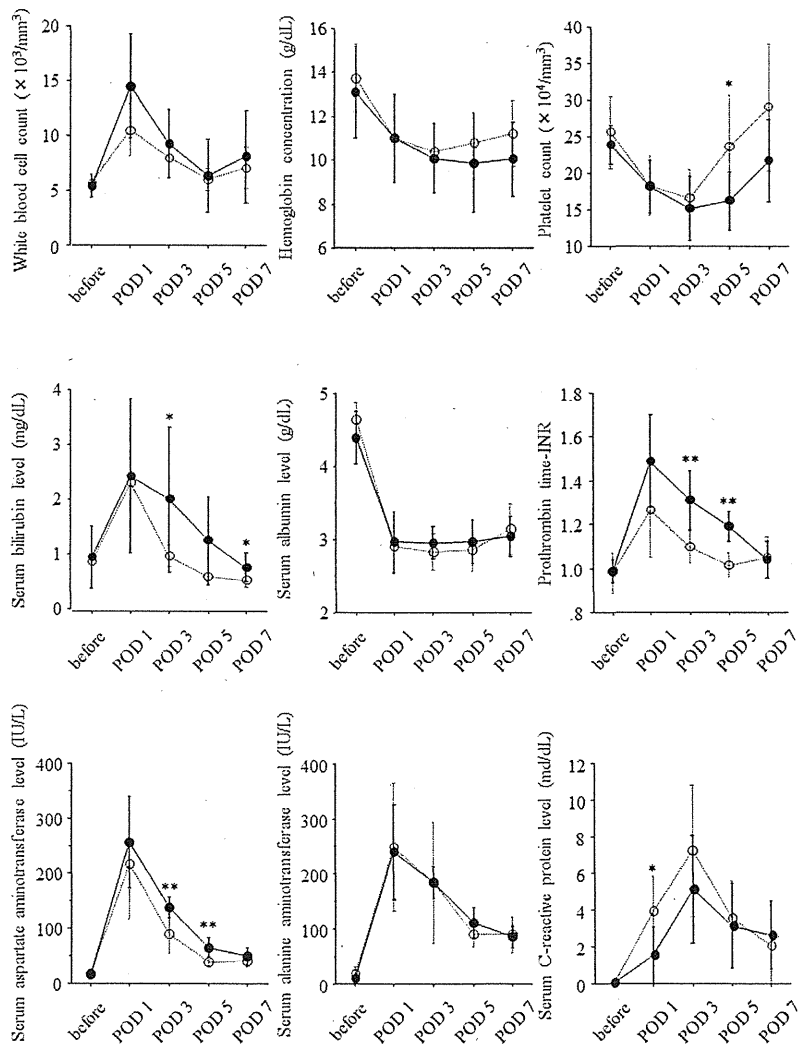 White blood cell count (×10³/mm³)
20
15
10
5
0
before
POD 1
POD 3
POD 5
POD 7
Hemoglobin concentration (g/dL)
16
14
12
10
8
6
before
POD 1
POD 3
POD 5
POD 7
Platelet count (×10⁴/mm³)
40
35
30
25
20
15
10
*
before
POD 1
POD 3
POD 5
POD 7
Serum bilirubin level (mg/dL)
4
3
2
1
0
*
*
before
POD 1
POD 3
POD 5
POD 7
Serum albumin level (g/dL)
5
4
3
2
before
POD 1
POD 3
POD 5
POD 7
Prothrombin time-INR
1.8
1.6
1.4
1.2
1.0
.8
**
**
before
POD 1
POD 3
POD 5
POD 7
Serum aspartate aminotransferase level (IU/L)
400
300
200
100
0
**
**
before
POD 1
POD 3
POD 5
POD 7
Serum alanine aminotransferase level (IU/L)
400
300
200
100
0
before
POD 1
POD 3
POD 5
POD 7
Serum C-reactive protein level (md/dL)
12
10
8
6
4
2
0
*
before
POD 1
POD 3
POD 5
POD 7